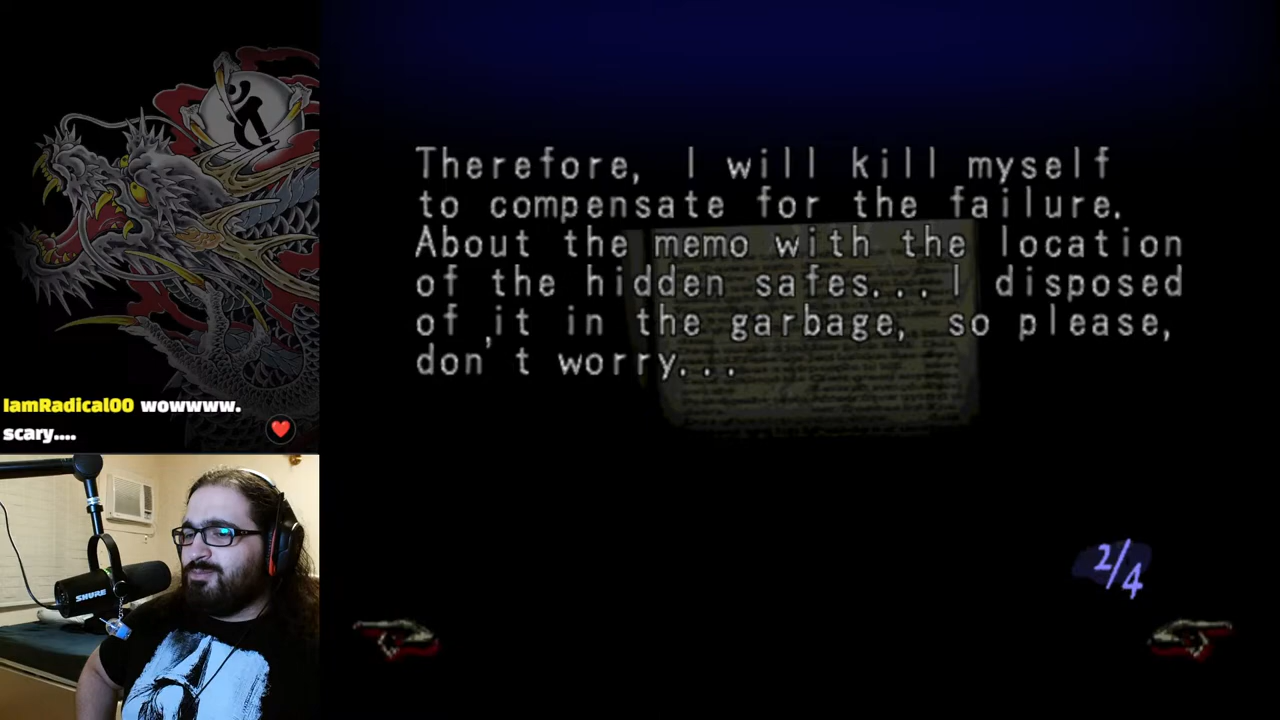 Therefore, I will kill myself
to compensate for the failure.
About the memo with the location
of the hidden safes...I disposed
of it in the garbage, so please,
don't worry...
IamRadical00 wowwww.
scary....
SHURE
2/4